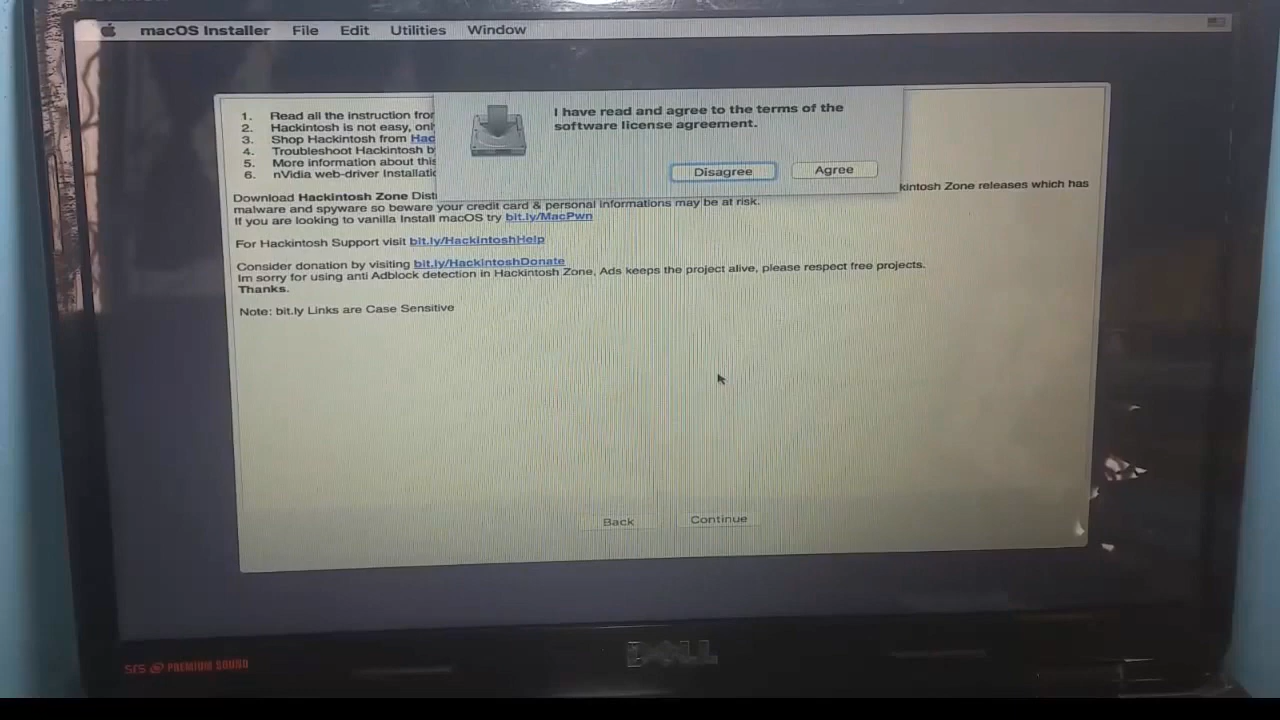 macOS Installer File Edit Utilities Window
I have read and agree to the terms of the
software license agreement.
Disagree Agree
1. Read all the instruction from
2. Hackintosh is not easy, only
3. Shop Hackintosh from Hac
4. Troubleshoot Hackintosh b
5. More information about this
6. nVidia web-driver Installatio
Download Hackintosh Zone Dist kintosh Zone releases which has
malware and spyware so beware your credit card & personal informations may be at risk.
If you are looking to vanilla Install macOS try bit.ly/MacPwn
For Hackintosh Support visit bit.ly/HackintoshHelp
Consider donation by visiting bit.ly/HackintoshDonate
Im sorry for using anti Adblock detection in Hackintosh Zone, Ads keeps the project alive, please respect free projects.
Thanks.
Note: bit.ly Links are Case Sensitive
Back Continue
SRS PREMIUM SOUND
DELL